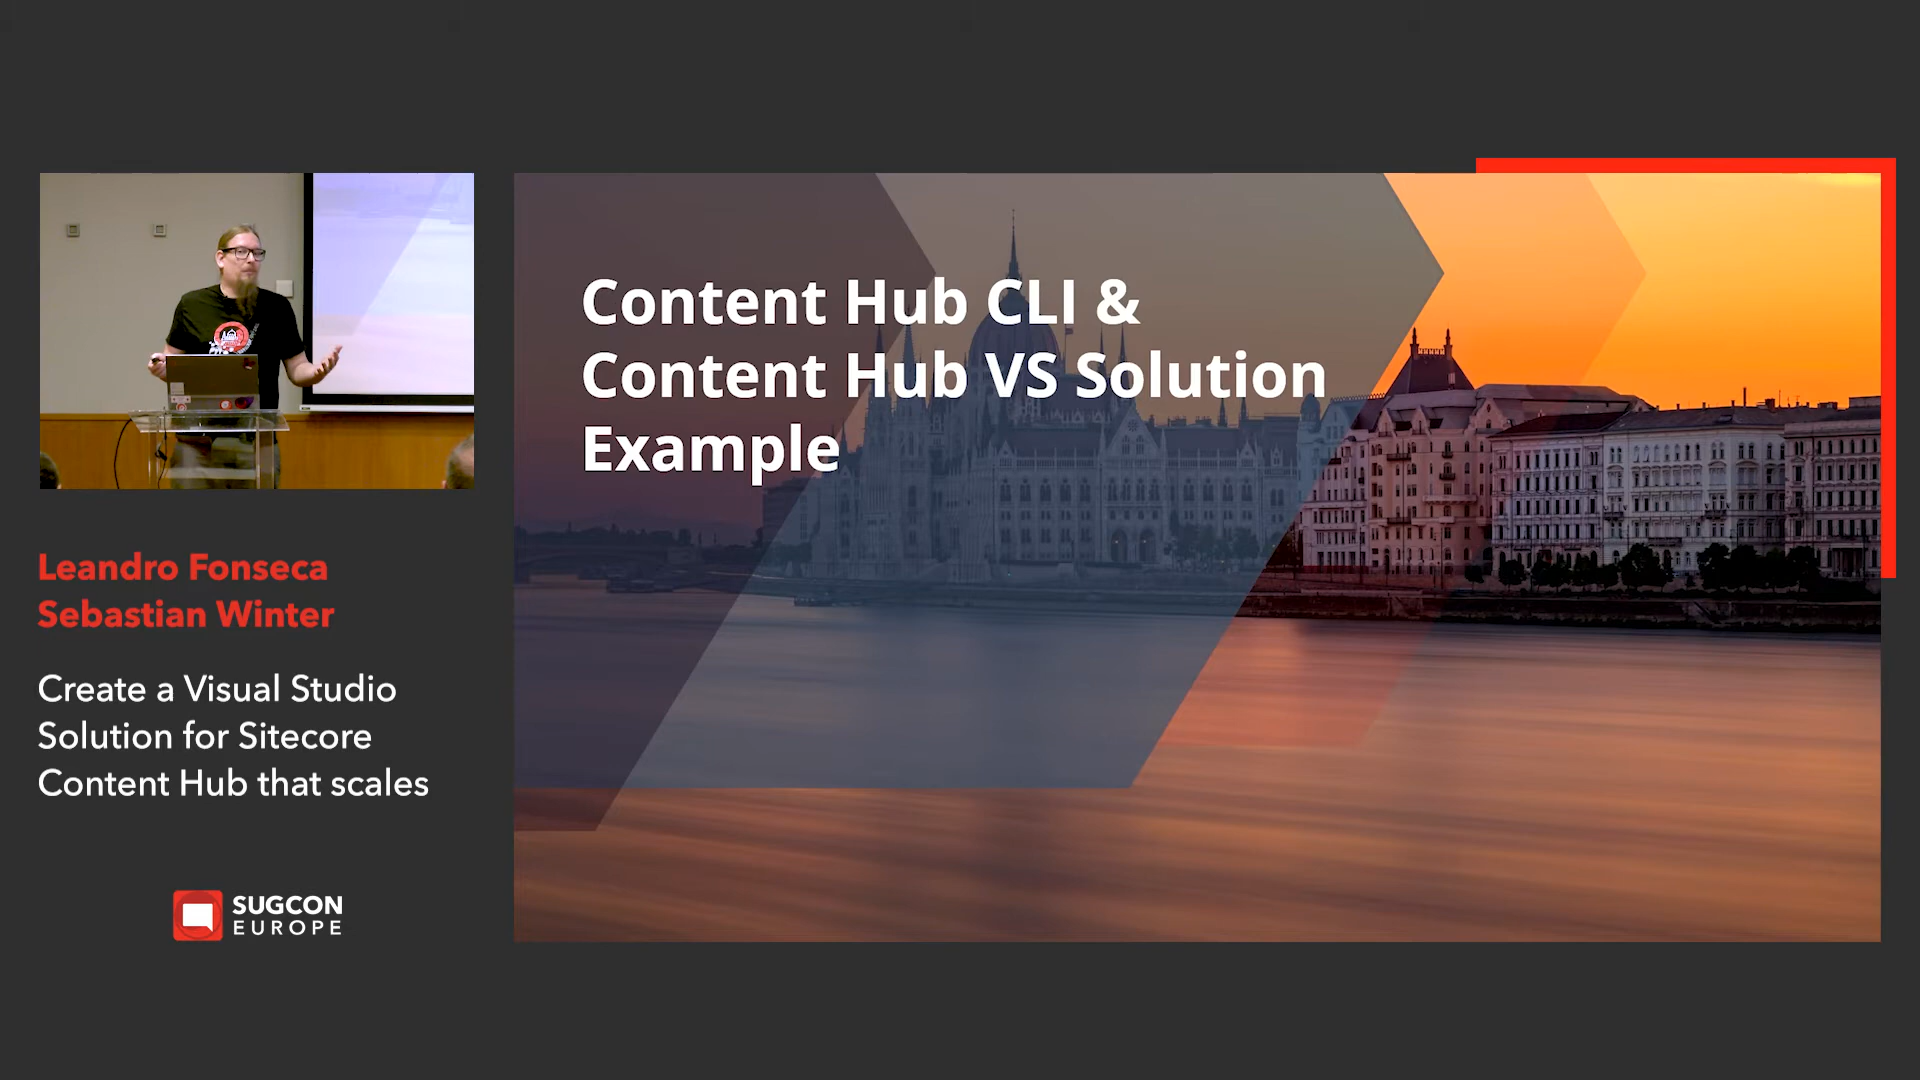 Content Hub CLI &
Content Hub VS Solution
Example
Leandro Fonseca
Sebastian Winter
Create a Visual Studio
Solution for Sitecore
Content Hub that scales
SUGCON
EUROPE